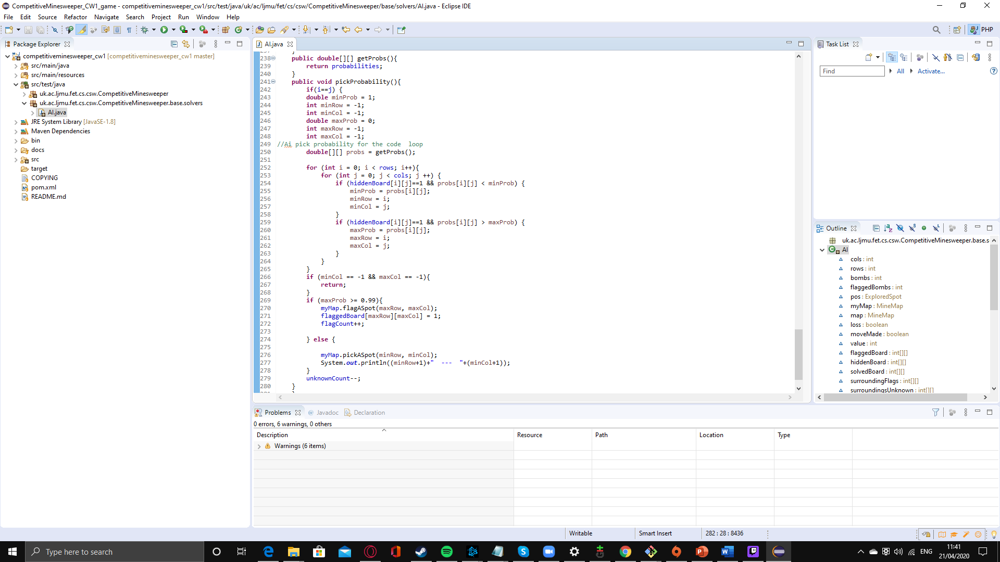 CompetitiveMinesweeper_CW1_game - competitiveminesweeper_cw1/src/test/java/uk/ac/ljmu/fet/cs/csw/CompetitiveMinesweeper/base/solvers/AI.java - Eclipse IDE
File Edit Source Refactor Navigate Search Project Run Window Help
PHP
Package Explorer
competitiveminesweeper_cw1 [competitiveminesweeper_cw1 master]
src/main/java
src/main/resources
src/test/java
uk.ac.ljmu.fet.cs.csw.CompetitiveMinesweeper
uk.ac.ljmu.fet.cs.csw.CompetitiveMinesweeper.base.solvers
AI.java
JRE System Library [JavaSE-1.8]
Maven Dependencies
bin
docs
src
target
COPYING
pom.xml
README.md
AI.java
238 public double[][] getProbs(){
239 return probabilities;
240 }
241 public void pickProbability(){
242 if(i==j) {
243 double minProb = 1;
244 int minRow = -1;
245 int minCol = -1;
246 double maxProb = 0;
247 int maxRow = -1;
248 int maxCol = -1;
249 //Ai pick probability for the code  loop
250 double[][] probs = getProbs();
251
252 for (int i = 0; i < rows; i++){
253 for (int j = 0; j < cols; j ++) {
254 if (hiddenBoard[i][j]==1 && probs[i][j] < minProb) {
255 minProb = probs[i][j];
256 minRow = i;
257 minCol = j;
258 }
259 if (hiddenBoard[i][j]==1 && probs[i][j] > maxProb) {
260 maxProb = probs[i][j];
261 maxRow = i;
262 maxCol = j;
263 }
264 }
265 }
266 if (minCol == -1 && maxCol == -1){
267 return;
268 }
269 if (maxProb >= 0.99){
270 myMap.flagASpot(maxRow, maxCol);
271 flaggedBoard[maxRow][maxCol] = 1;
272 flagCount++;
273
274 } else {
275
276 myMap.pickASpot(minRow, minCol);
277 System.out.println((minRow+1)+"  ---  "+(minCol+1));
278 }
279 unknownCount--;
280 }
Task List
Find All Activate...
Outline
uk.ac.ljmu.fet.cs.csw.CompetitiveMinesweeper.base.s
AI
cols : int
rows : int
bombs : int
flaggedBombs : int
pos : ExploredSpot
myMap : MineMap
map : MineMap
loss : boolean
moveMade : boolean
value : int
flaggedBoard : int[][]
hiddenBoard : int[][]
solvedBoard : int[][]
surroundingFlags : int[][]
surroundingsUnknown : int[][]
Problems @ Javadoc Declaration
0 errors, 6 warnings, 0 others
Description Resource Path Location Type
Warnings (6 items)
Writable Smart Insert 282 : 28 : 8436
Type here to search
ENG
11:41
21/04/2020